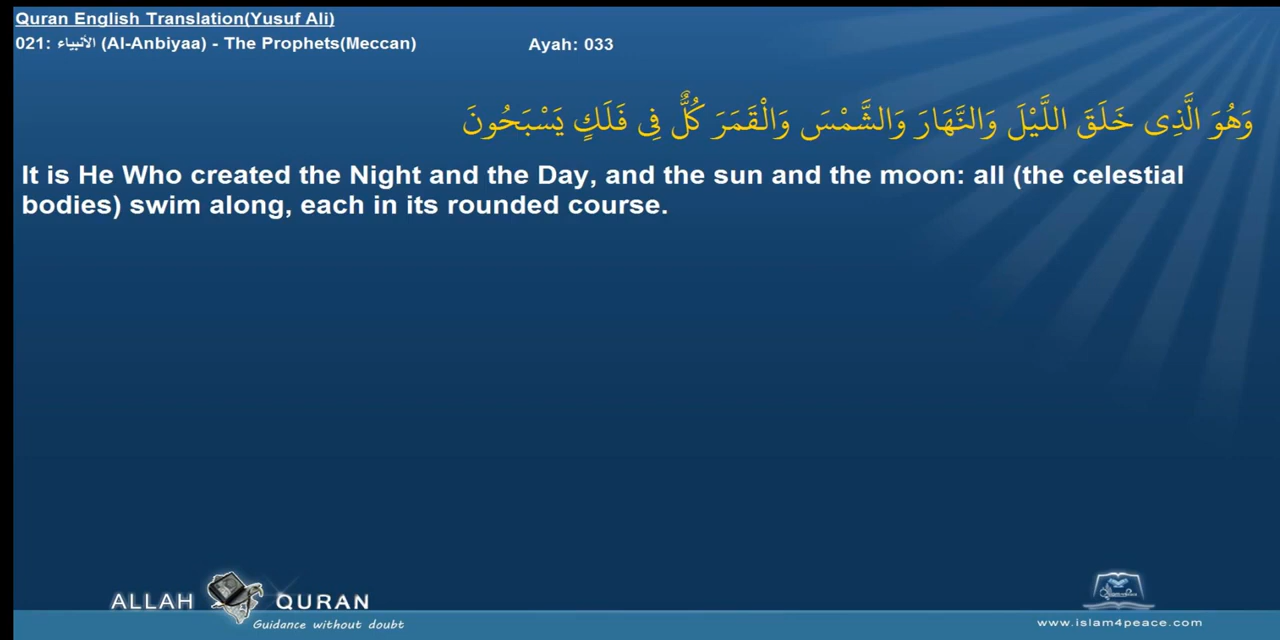 Quran English Translation(Yusuf Ali)
021: الأنبياء (Al-Anbiyaa) - The Prophets(Meccan)
Ayah: 033
وَهُوَ الَّذِى خَلَقَ اللَّيْلَ وَالنَّهَارَ وَالشَّمْسَ وَالْقَمَرَ كُلٌّ فِى فَلَكٍ يَسْبَحُونَ
It is He Who created the Night and the Day, and the sun and the moon: all (the celestial
bodies) swim along, each in its rounded course.
ALLAH QURAN
Guidance without doubt
www.islam4peace.com